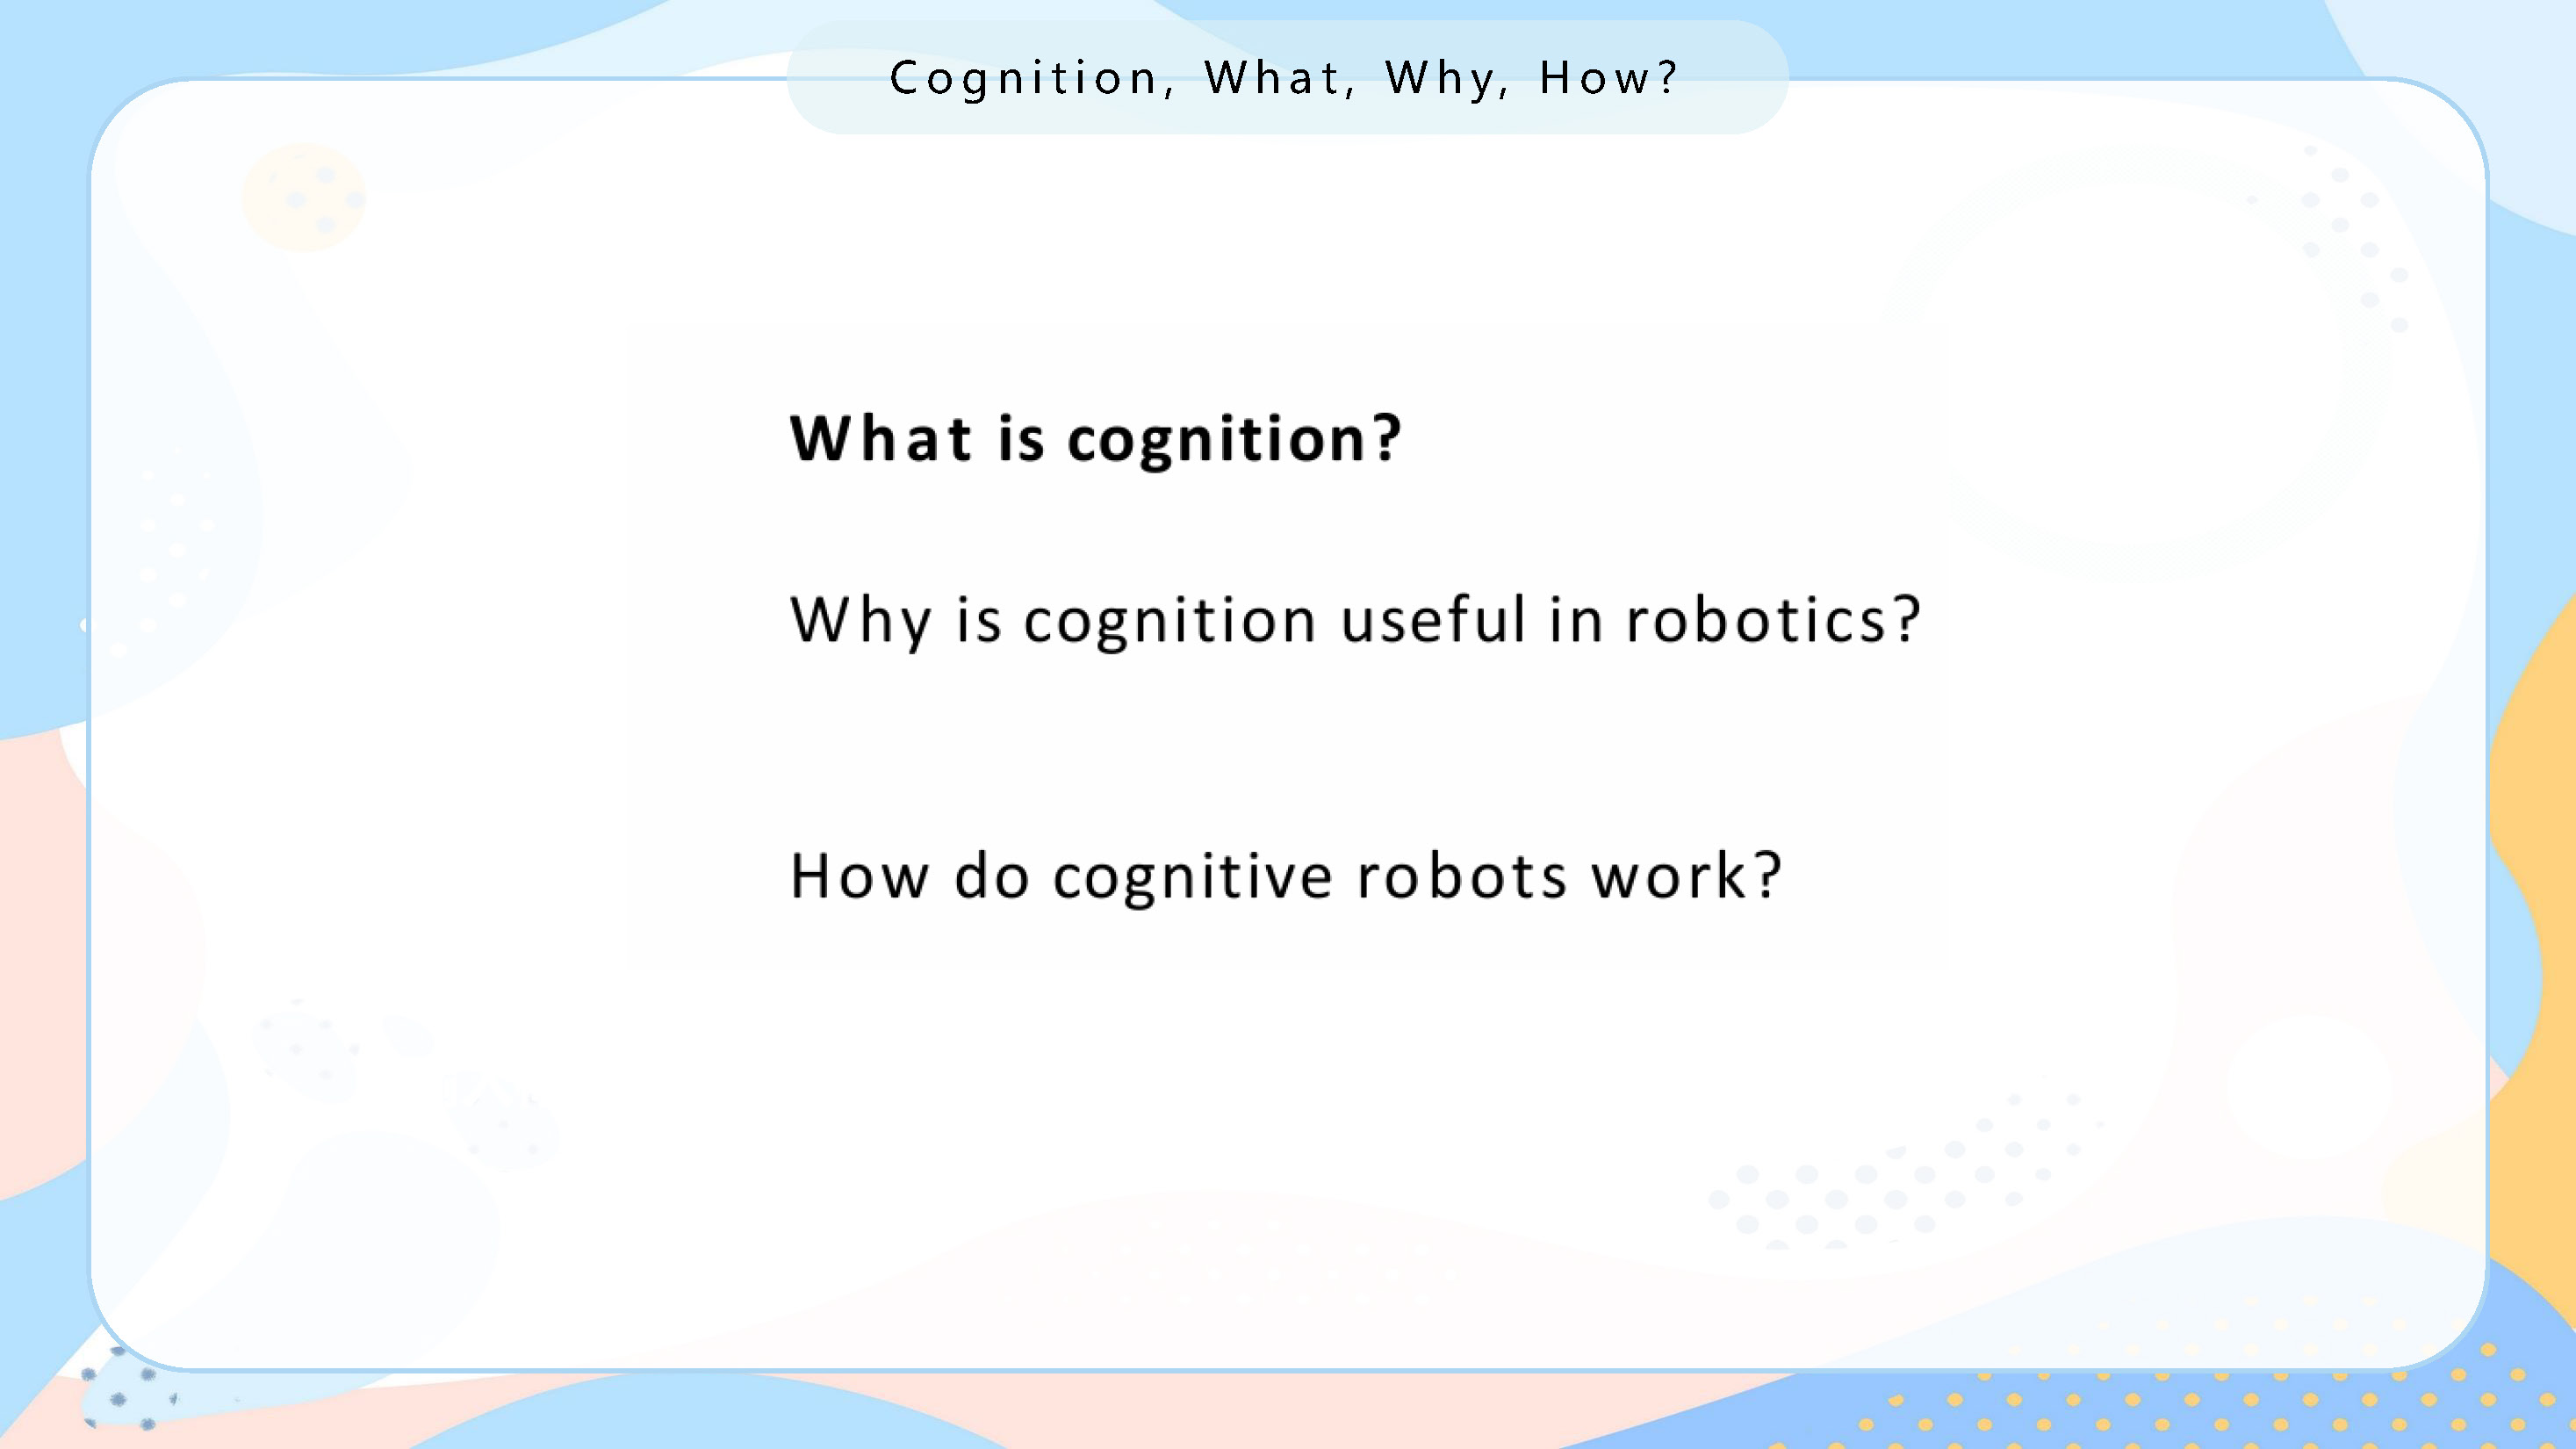 Cognition, What, Why, How?
What is cognition?
Why is cognition useful in robotics?
How do cognitive robots work?